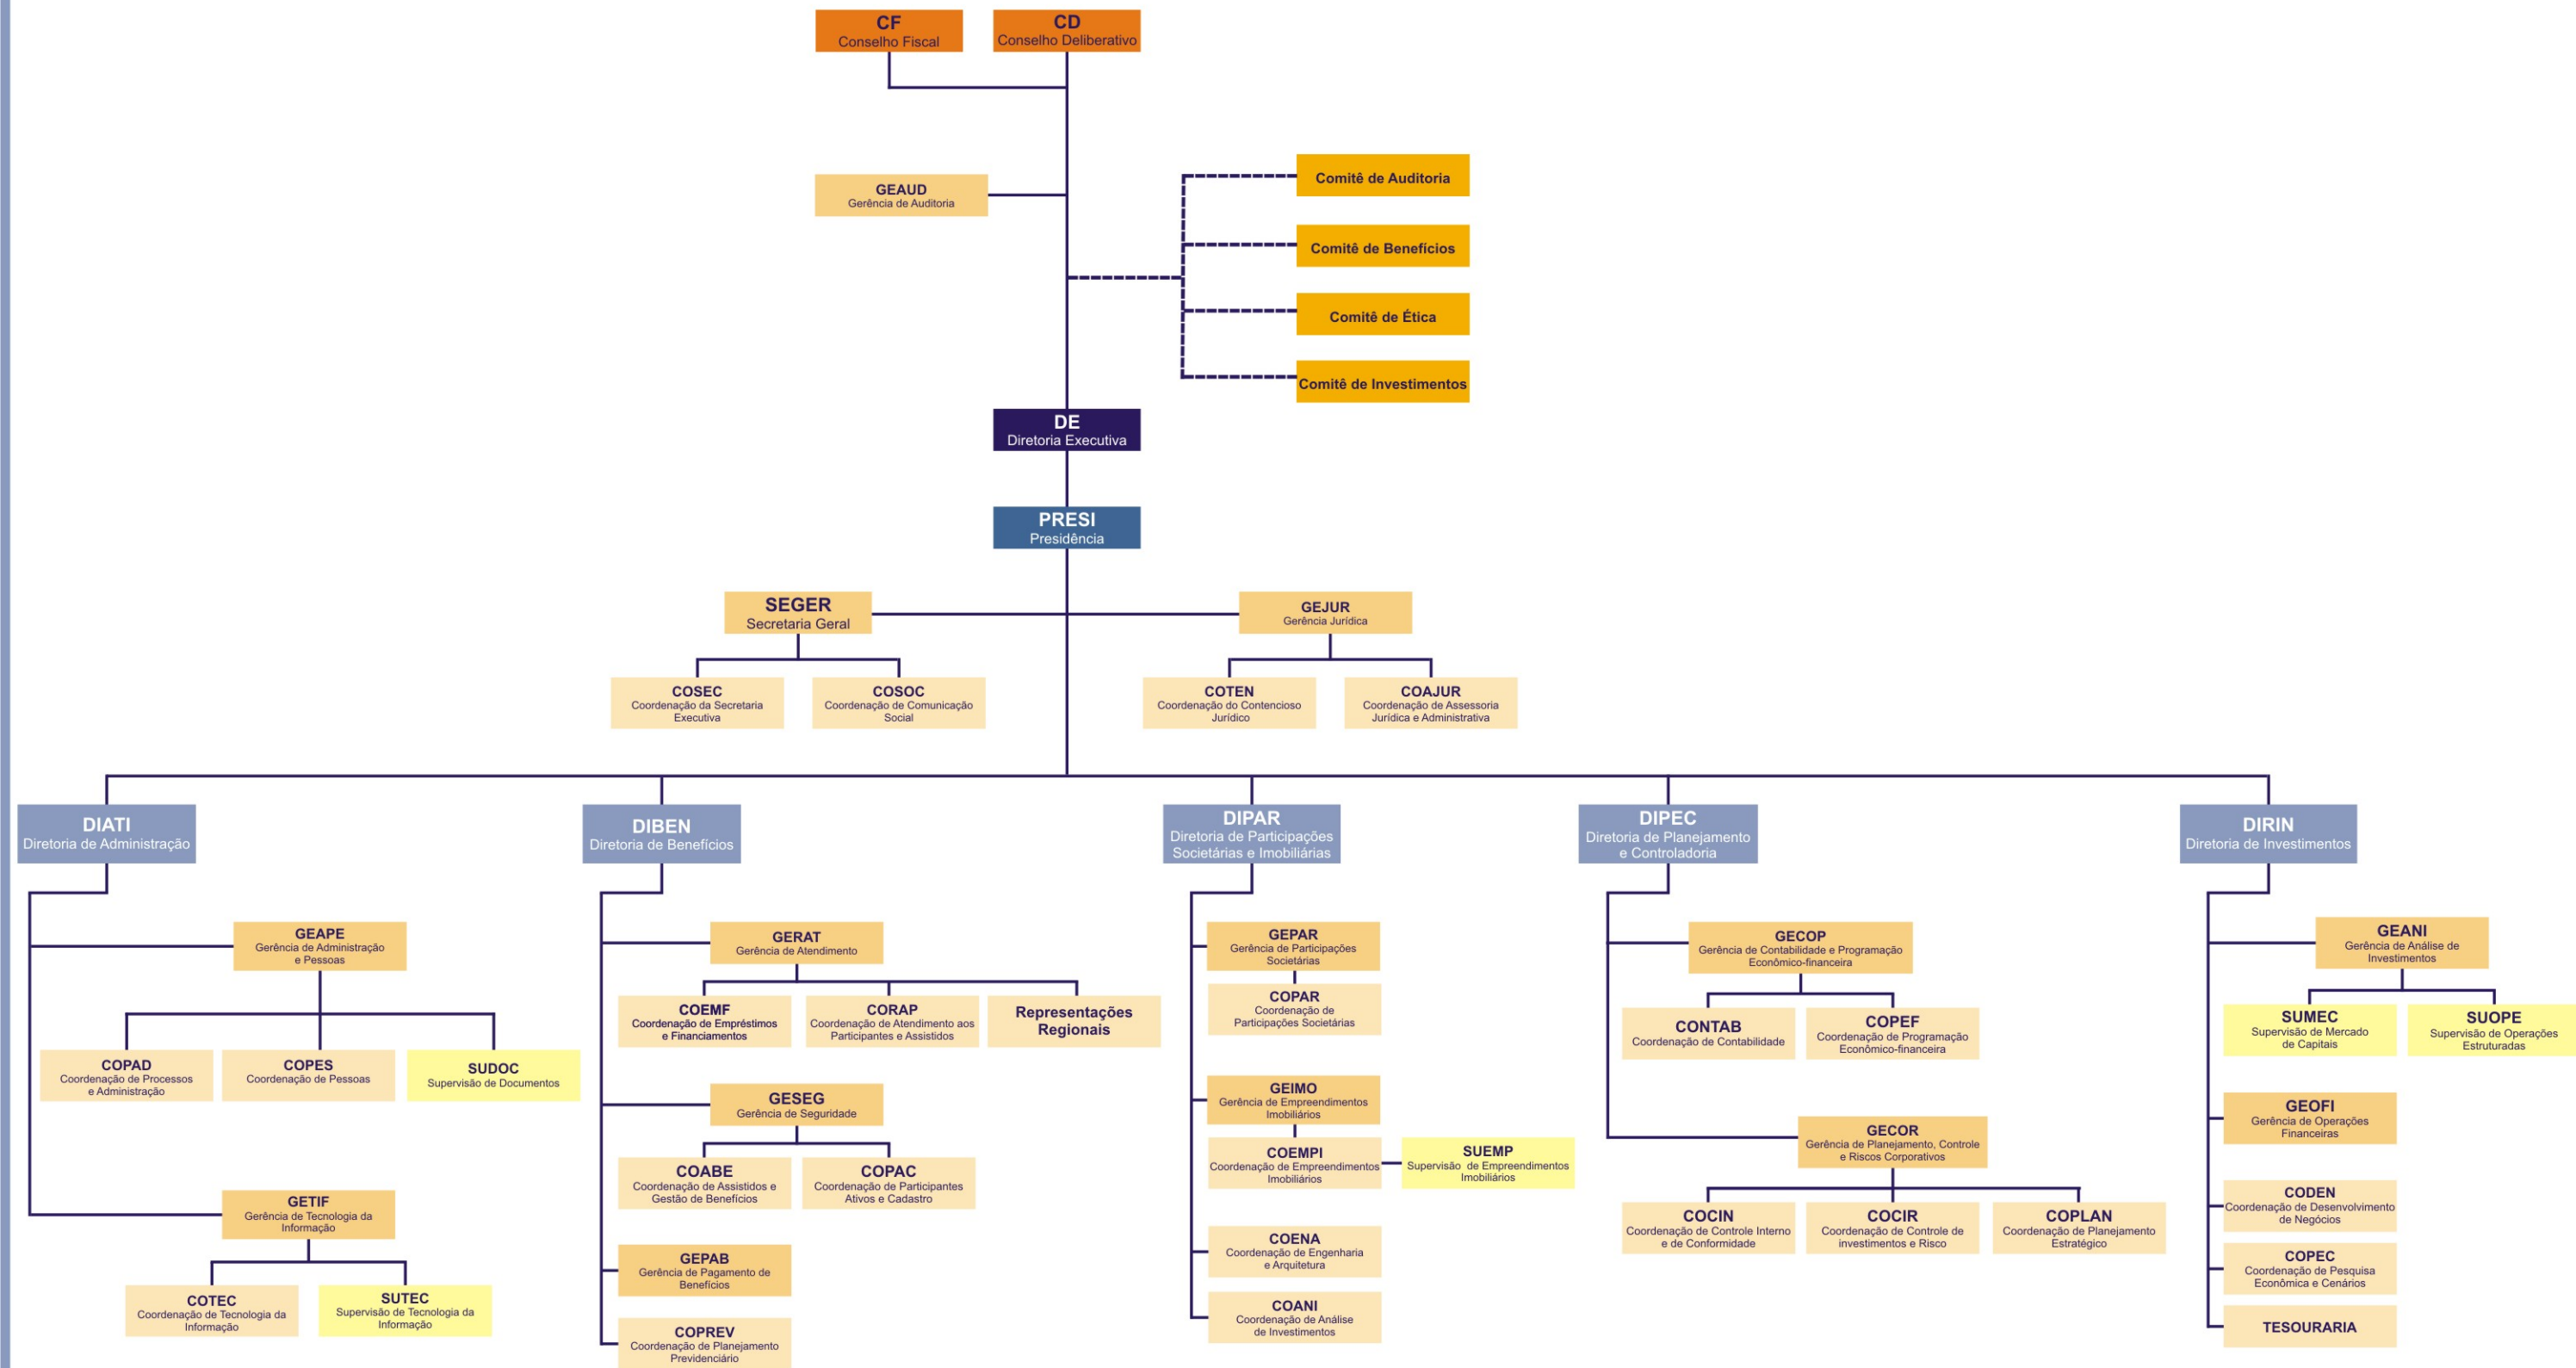 CF
Conselho Fiscal
CD
Conselho Deliberativo
GEAUD
Gerência de Auditoria
Comitê de Auditoria
Comitê de Benefícios
Comitê de Ética
Comitê de Investimentos
DE
Diretoria Executiva
PRESI
Presidência
SEGER
Secretaria Geral
GEJUR
Gerência Jurídica
COSEC
Coordenação da Secretaria
Executiva
COSOC
Coordenação de Comunicação
Social
COTEN
Coordenação do Contencioso
Jurídico
COAJUR
Coordenação de Assessoria
Jurídica e Administrativa
DIATI
Diretoria de Administração
DIBEN
Diretoria de Benefícios
DIPAR
Diretoria de Participações
Societárias e Imobiliárias
DIPEC
Diretoria de Planejamento
e Controladoria
DIRIN
Diretoria de Investimentos
GEAPE
Gerência de Administração
e Pessoas
COPAD
Coordenação de Processos
e Administração
COPES
Coordenação de Pessoas
SUDOC
Supervisão de Documentos
GETIF
Gerência de Tecnologia da
Informação
COTEC
Coordenação de Tecnologia da
Informação
SUTEC
Supervisão de Tecnologia da
Informação
GERAT
Gerência de Atendimento
COEMF
Coordenação de Empréstimos
e Financiamentos
CORAP
Coordenação de Atendimento aos
Participantes e Assistidos
Representações
Regionais
GESEG
Gerência de Seguridade
COABE
Coordenação de Assistidos e
Gestão de Benefícios
COPAC
Coordenação de Participantes
Ativos e Cadastro
GEPAB
Gerência de Pagamento de
Benefícios
COPREV
Coordenação de Planejamento
Previdenciário
GEPAR
Gerência de Participações
Societárias
COPAR
Coordenação de
Participações Societárias
GEIMO
Gerência de Empreendimentos
Imobiliários
COEMPI
Coordenação de Empreendimentos
Imobiliários
SUEMP
Supervisão de Empreendimentos
Imobiliários
COENA
Coordenação de Engenharia
e Arquitetura
COANI
Coordenação de Análise
de Investimentos
GECOP
Gerência de Contabilidade e Programação
Econômico-financeira
CONTAB
Coordenação de Contabilidade
COPEF
Coordenação de Programação
Econômico-financeira
GECOR
Gerência de Planejamento, Controle
e Riscos Corporativos
COCIN
Coordenação de Controle Interno
e de Conformidade
COCIR
Coordenação de Controle de
investimentos e Risco
COPLAN
Coordenação de Planejamento
Estratégico
GEANI
Gerência de Análise de
Investimentos
SUMEC
Supervisão de Mercado
de Capitais
SUOPE
Supervisão de Operações
Estruturadas
GEOFI
Gerência de Operações
Financeiras
CODEN
Coordenação de Desenvolvimento
de Negócios
COPEC
Coordenação de Pesquisa
Econômica e Cenários
TESOURARIA